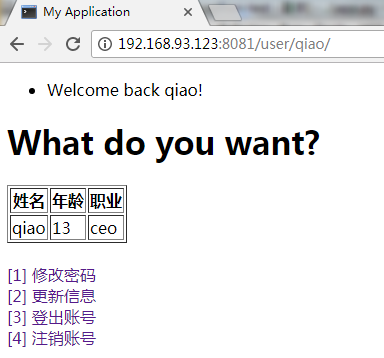 My Application
192.168.93.123:8081/user/qiao/
Welcome back qiao!
What do you want?
姓名 年龄 职业
qiao 13 ceo
[1] 修改密码
[2] 更新信息
[3] 登出账号
[4] 注销账号